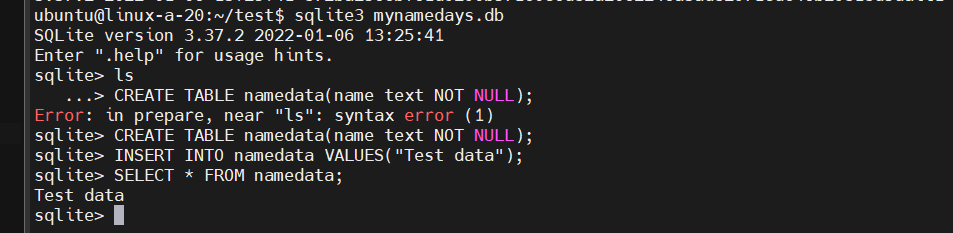 ubuntu@linux-a-20:~/test$ sqlite3 mynamedays.db
SQLite version 3.37.2 2022-01-06 13:25:41
Enter ".help" for usage hints.
sqlite> ls
   ...> CREATE TABLE namedata(name text NOT NULL);
Error: in prepare, near "ls": syntax error (1)
sqlite> CREATE TABLE namedata(name text NOT NULL);
sqlite> INSERT INTO namedata VALUES("Test data");
sqlite> SELECT * FROM namedata;
Test data
sqlite>